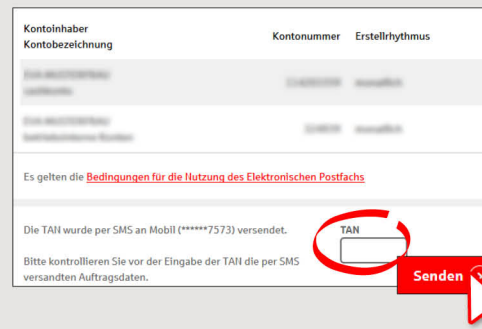 Kontoinhaber
Kontobezeichnung
Kontonummer Erstellrhythmus
Es gelten die Bedingungen für die Nutzung des Elektronischen Postfachs
Die TAN wurde per SMS an Mobil (******7573) versendet.
TAN
Bitte kontrollieren Sie vor der Eingabe der TAN die per SMS
versandten Auftragsdaten.
Senden